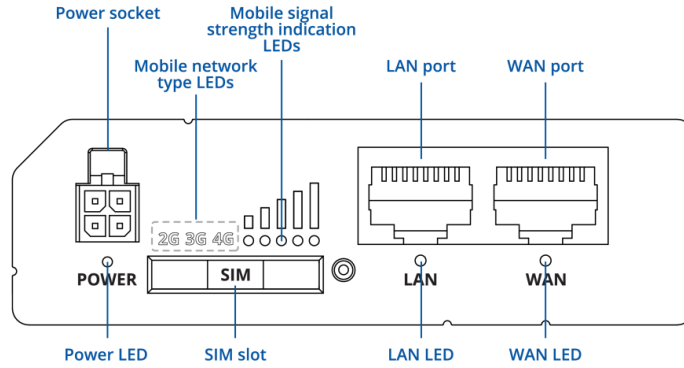 Power socket
Mobile signal
strength indication
LEDs
Mobile network
type LEDs
LAN port
WAN port
2G 3G 4G
POWER
SIM
LAN
WAN
Power LED
SIM slot
LAN LED
WAN LED